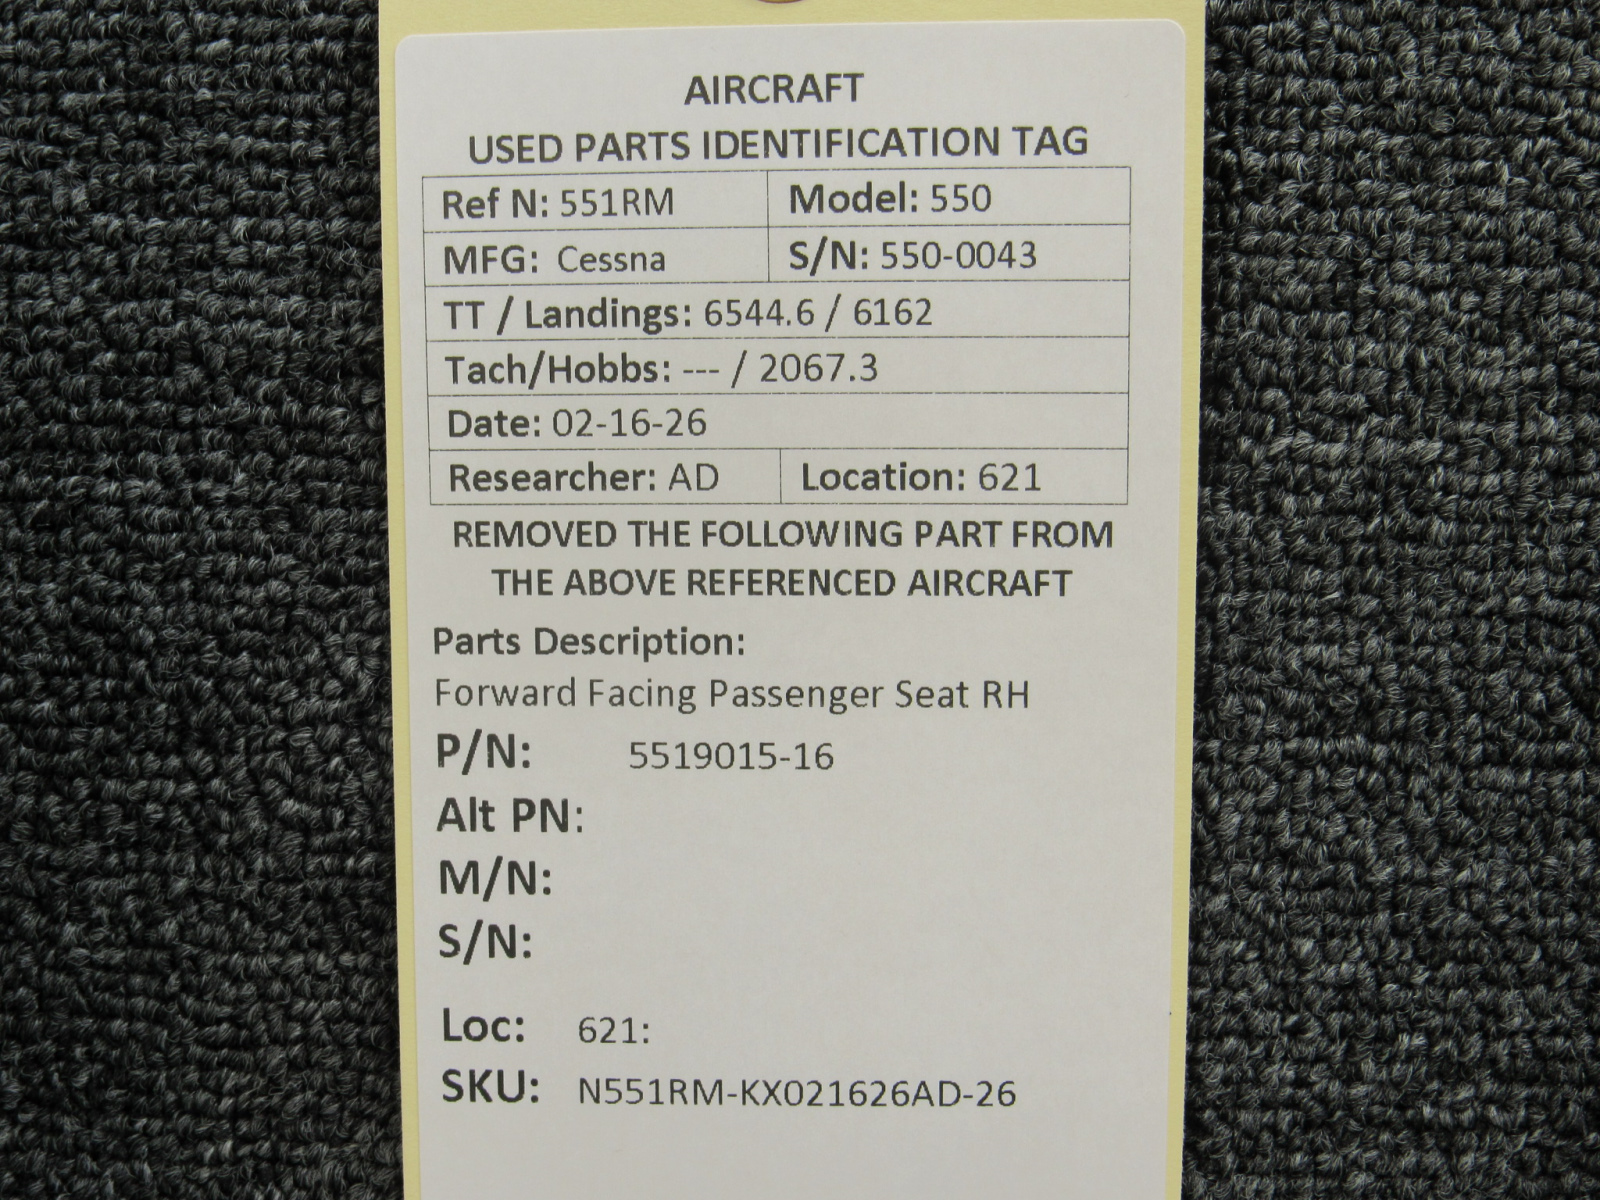 AIRCRAFT
USED PARTS IDENTIFICATION TAG
Ref N: 551RM Model: 550
MFG: Cessna S/N: 550-0043
TT / Landings: 6544.6 / 6162
Tach/Hobbs: --- / 2067.3
Date: 02-16-26
Researcher: AD Location: 621
REMOVED THE FOLLOWING PART FROM
THE ABOVE REFERENCED AIRCRAFT
Parts Description:
Forward Facing Passenger Seat RH
P/N: 5519015-16
Alt PN:
M/N:
S/N:
Loc: 621:
SKU: N551RM-KX021626AD-26